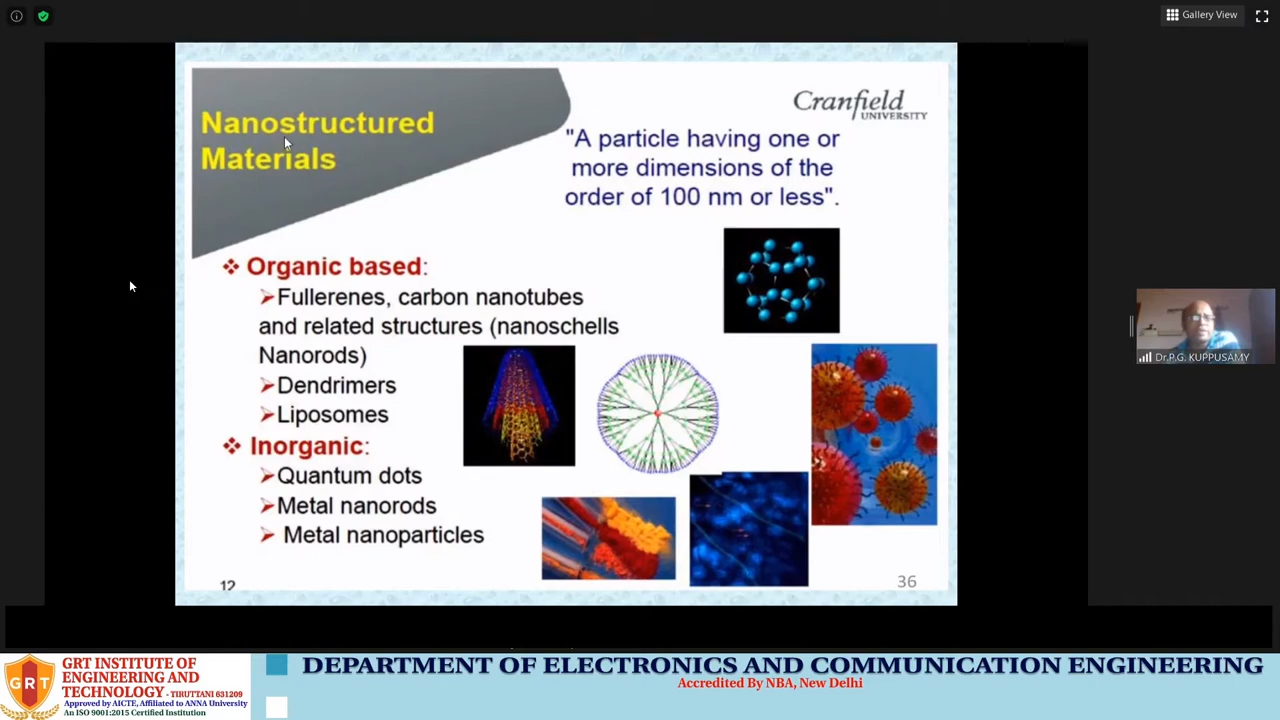 Gallery View
Nanostructured
Materials
Cranfield
UNIVERSITY
"A particle having one or
more dimensions of the
order of 100 nm or less".
❖ Organic based:
➢Fullerenes, carbon nanotubes
and related structures (nanoschells
Nanorods)
➢Dendrimers
➢Liposomes
❖ Inorganic:
➢Quantum dots
➢Metal nanorods
➢ Metal nanoparticles
12
36
Dr.P.G. KUPPUSAMY
GRT
GRT INSTITUTE OF
ENGINEERING AND
TECHNOLOGY - TIRUTTANI 631209
Approved by AICTE, Affiliated to ANNA University
An ISO 9001:2015 Certified Institution
DEPARTMENT OF ELECTRONICS AND COMMUNICATION ENGINEERING
Accredited By NBA, New Delhi